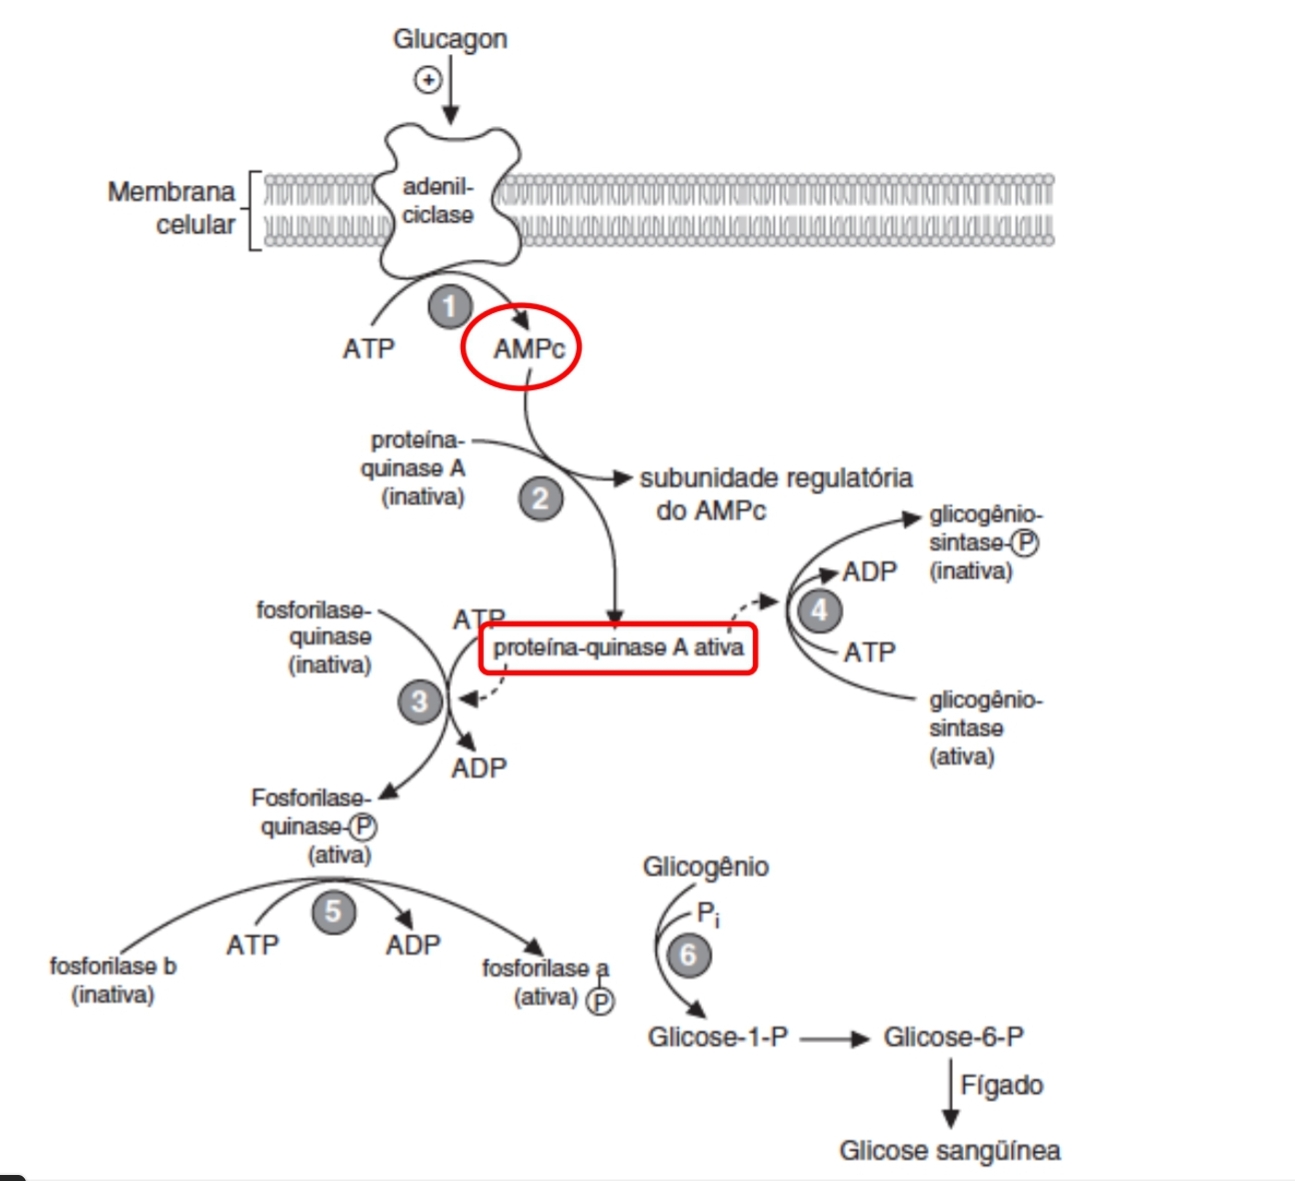 Glucagon
+
Membrana
celular
adenil-
ciclase
1
ATP
AMPc
proteína-
quinase A
(inativa)
2
subunidade regulatória
do AMPc
glicogênio-
sintase-P
(inativa)
ADP
4
ATP
glicogênio-
sintase
(ativa)
fosforilase-
quinase
(inativa)
ATP
proteína-quinase A ativa
3
ADP
Fosforilase-
quinase-P
(ativa)
5
ATP
ADP
fosforilase b
(inativa)
fosforilase a
(ativa) P
Glicogênio
Pi
6
Glicose-1-P
Glicose-6-P
Fígado
Glicose sangüínea